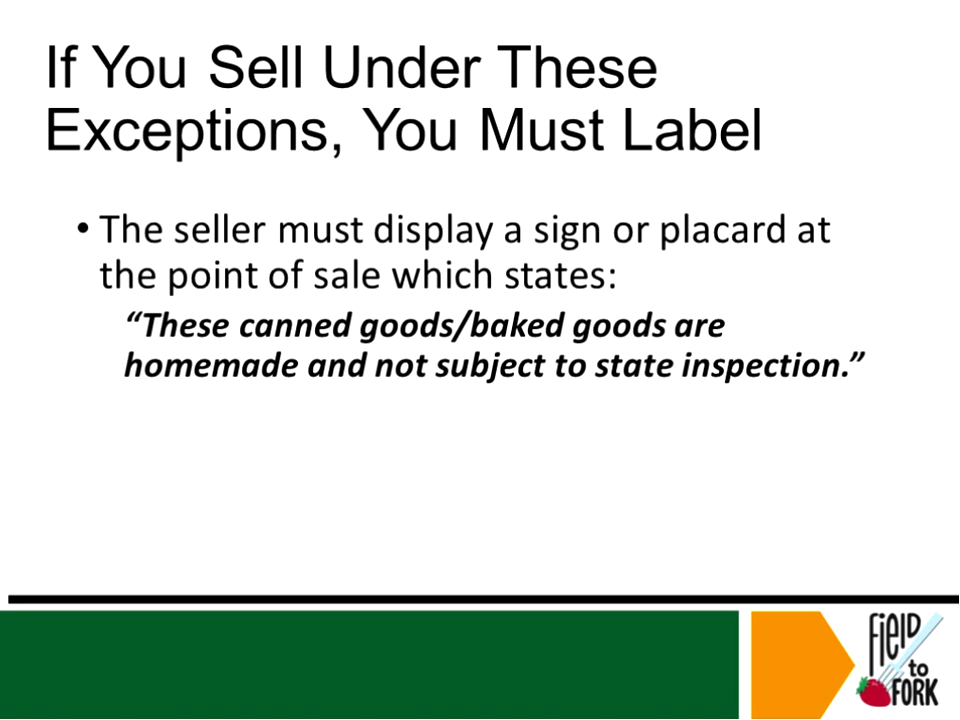 If You Sell Under These
Exceptions, You Must Label
• The seller must display a sign or placard at
the point of sale which states:
“These canned goods/baked goods are
homemade and not subject to state inspection.”
FIELD
to
FORK